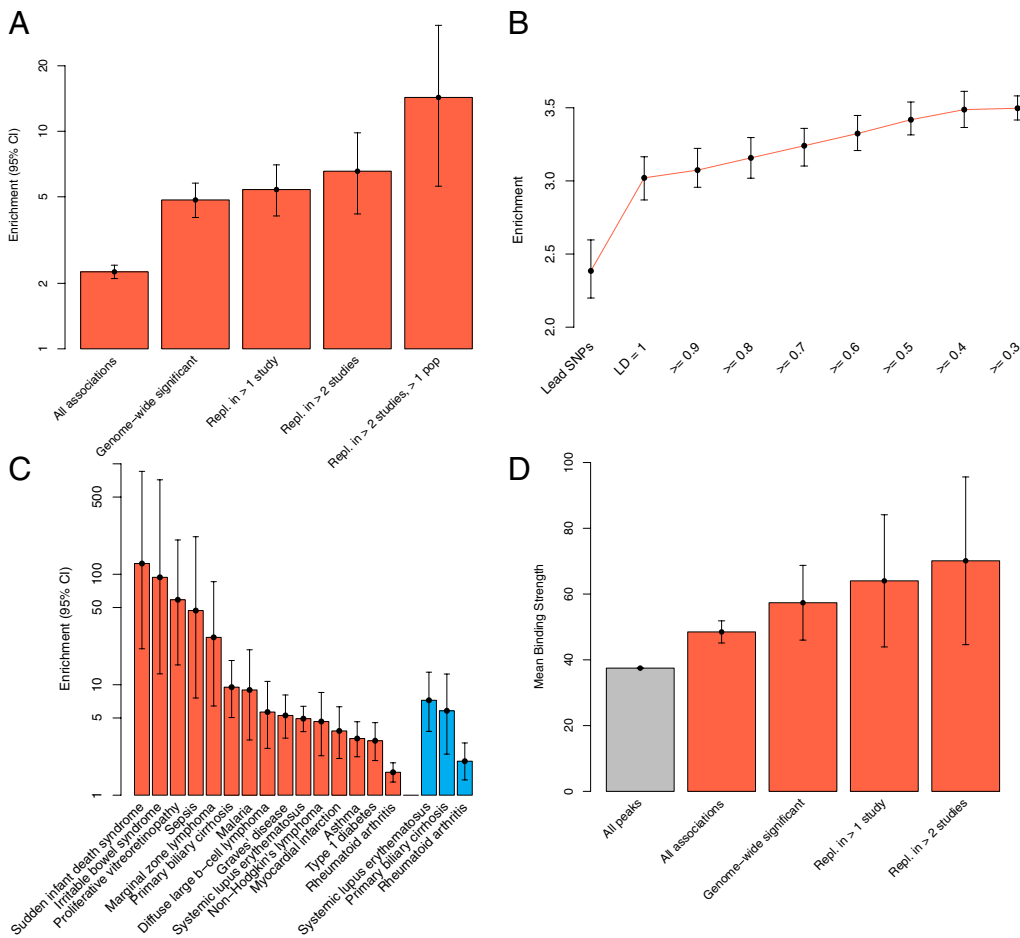 A
Enrichment (95% CI)
20
10
5
2
1
All associations
Genome−wide significant
Repl. in > 1 study
Repl. in > 2 studies
Repl. in > 2 studies, > 1 pop
B
Enrichment
3.5
3.0
2.5
2.0
Lead SNPs
LD = 1
>= 0.9
>= 0.8
>= 0.7
>= 0.6
>= 0.5
>= 0.4
>= 0.3
C
Enrichment (95% CI)
500
100
50
10
5
1
Sudden infant death syndrome
Irritable bowel syndrome
Proliferative vitreoretinopathy
Sepsis
Marginal zone lymphoma
Primary biliary cirrhosis
Malaria
Diffuse large b−cell lymphoma
Graves disease
Systemic lupus erythematosus
Non−Hodgkin's lymphoma
Myocardial infarction
Asthma
Type 1 diabetes
Rheumatoid arthritis
Systemic lupus erythematosus
Primary biliary cirrhosis
Rheumatoid arthritis
D
Mean Binding Strength
100
80
60
40
20
0
All peaks
All associations
Genome−wide significant
Repl. in > 1 study
Repl. in > 2 studies